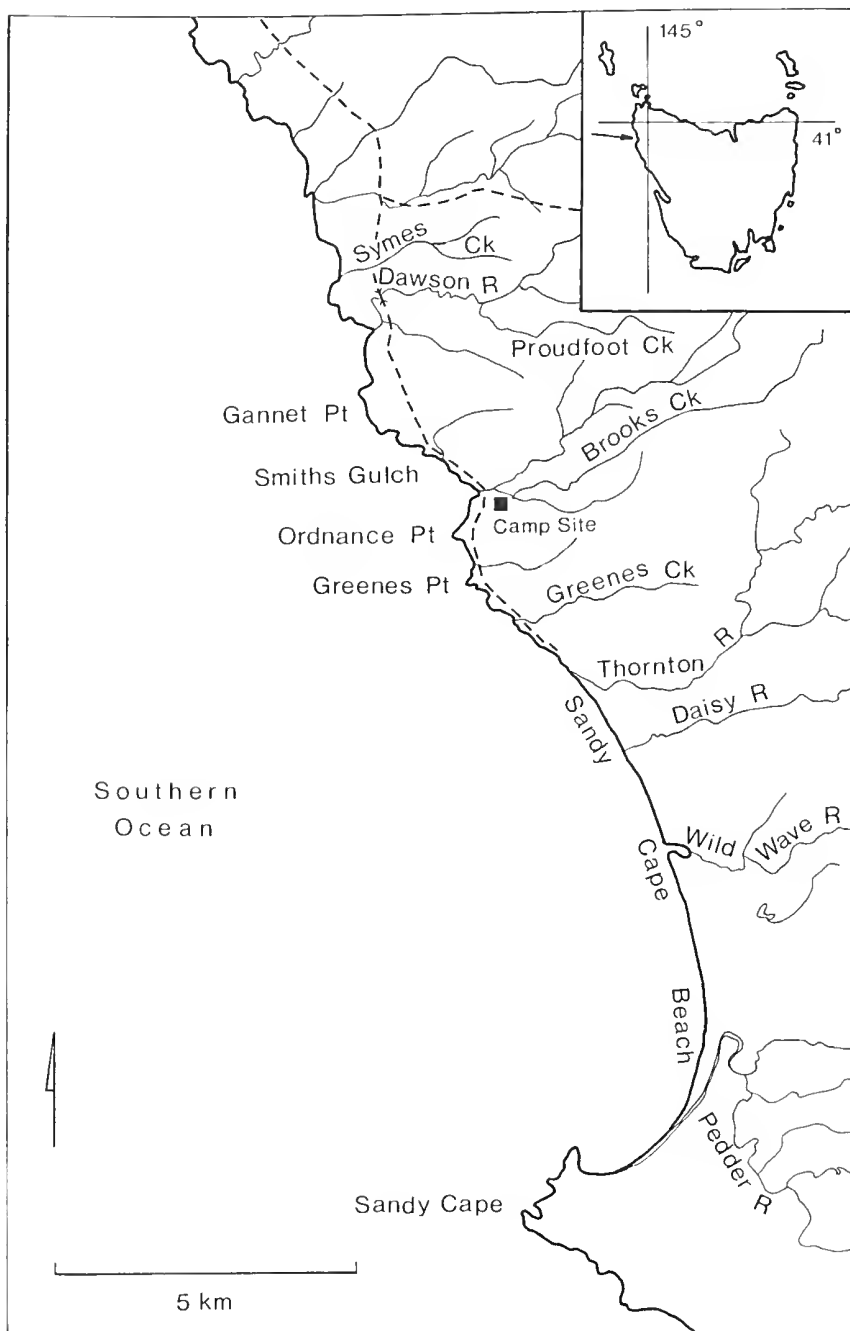 145°
41°
Symes Ck
Dawson R
Proudfoot Ck
Gannet Pt
Brooks Ck
Smiths Gulch
Camp Site
Ordnance Pt
Greenes Pt
Greenes Ck
Thornton R
Sandy Cape Beach
Daisy R
Southern
Ocean
Wild Wave R
Pedder R
Sandy Cape
5 km